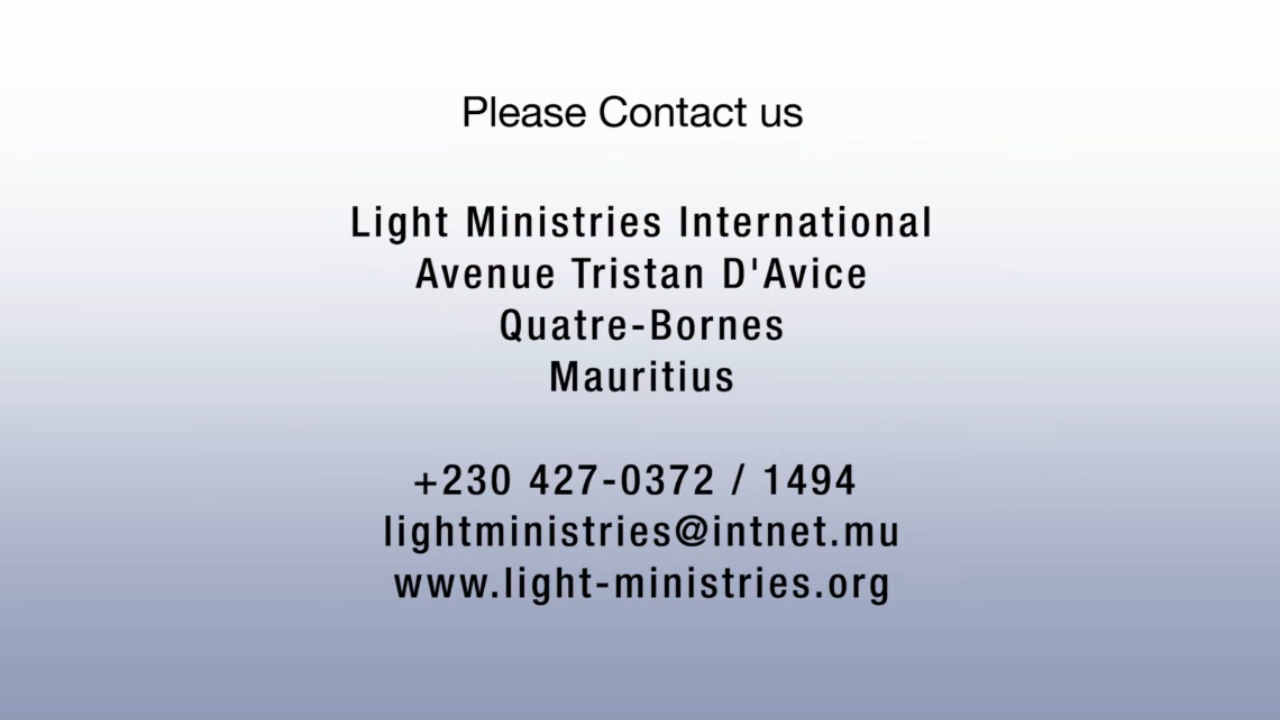 Please Contact us
Light Ministries International
Avenue Tristan D'Avice
Quatre-Bornes
Mauritius
+230 427-0372 / 1494
lightministries@intnet.mu
www.light-ministries.org